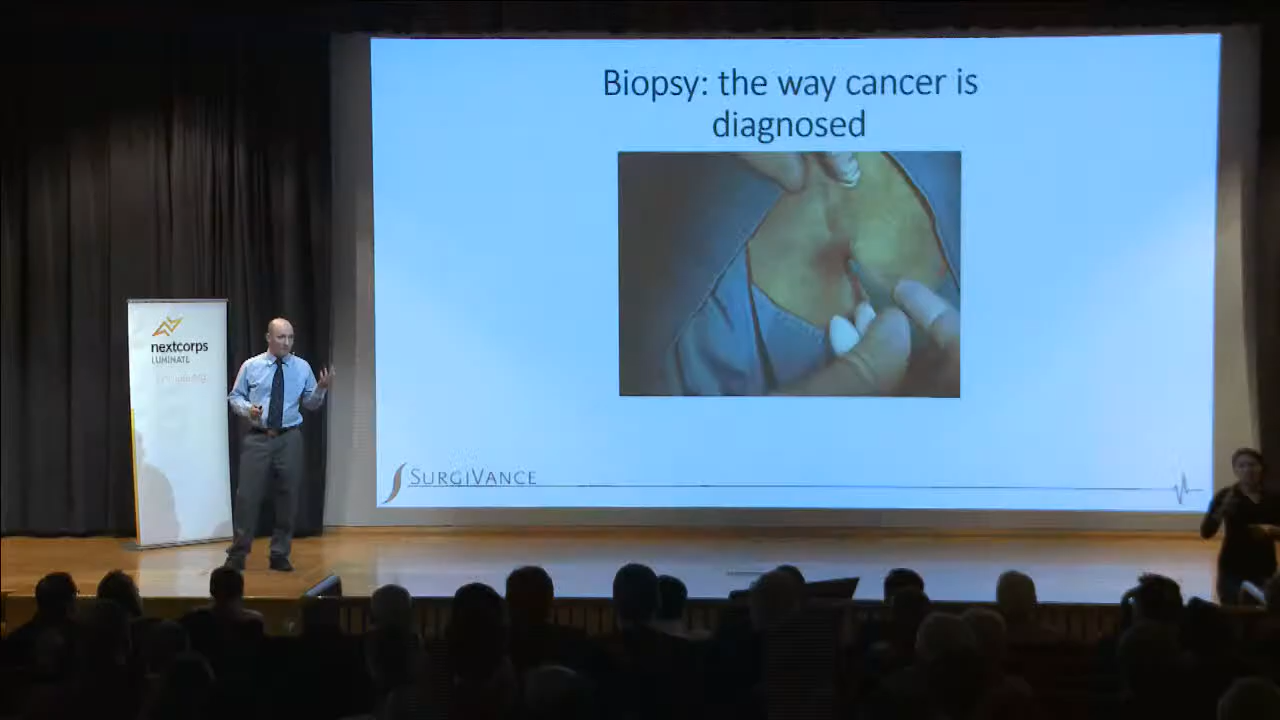 Biopsy: the way cancer is
diagnosed
nextcorps
LUMINATE
SURGIVANCE